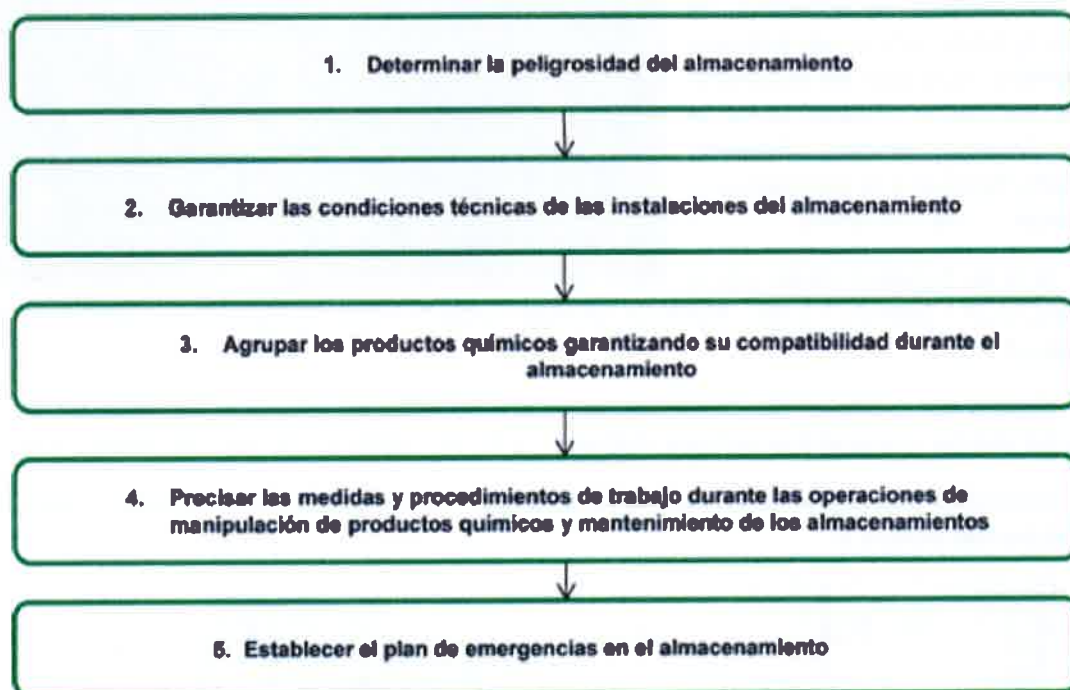 1. Determinar la peligrosidad del almacenamiento
2. Garantizar las condiciones técnicas de las instalaciones del almacenamiento
3. Agrupar los productos químicos garantizando su compatibilidad durante el
almacenamiento
4. Precisar las medidas y procedimientos de trabajo durante las operaciones de
manipulación de productos químicos y mantenimiento de los almacenamientos
5. Establecer el plan de emergencias en el almacenamiento